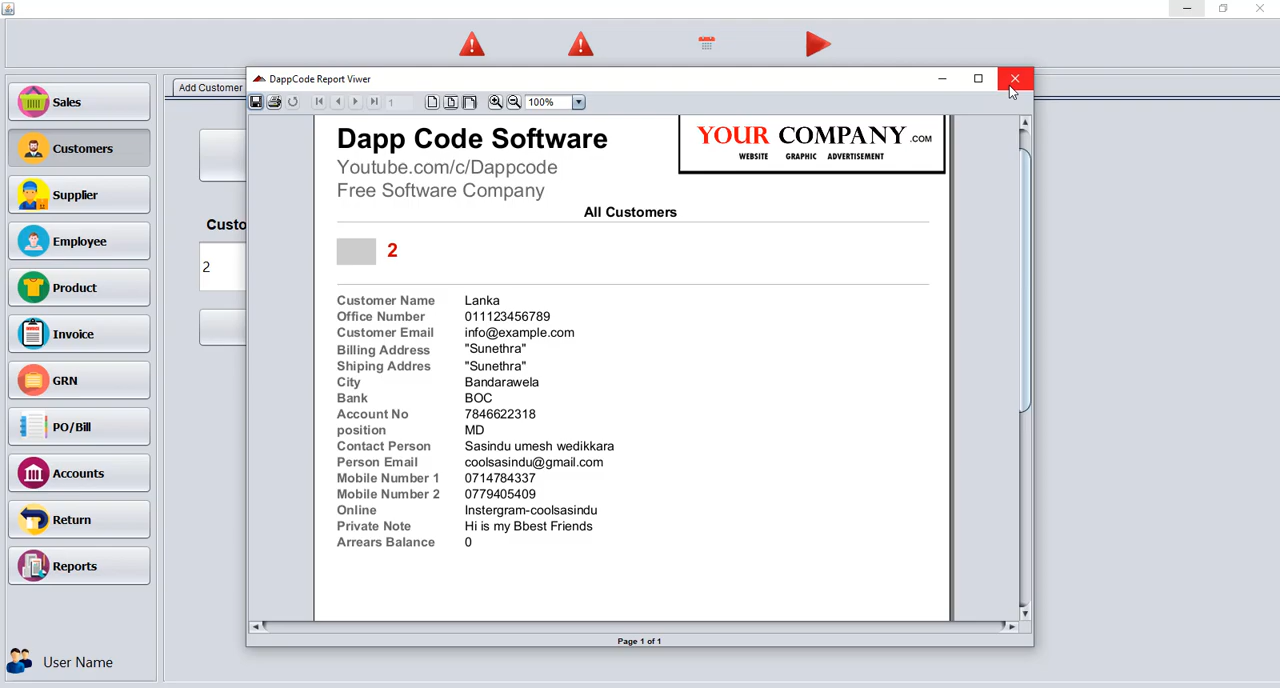 Sales
Customers
Supplier
Employee
Product
Invoice
GRN
PO/Bill
Accounts
Return
Reports
User Name
Add Customer
Custo
2
DappCode Report Viwer
1
100%
Dapp Code Software
Youtube.com/c/Dappcode
Free Software Company
YOUR COMPANY .COM
WEBSITE GRAPHIC ADVERTISEMENT
All Customers
2
Customer Name Lanka
Office Number 011123456789
Customer Email info@example.com
Billing Address "Sunethra"
Shiping Addres "Sunethra"
City Bandarawela
Bank BOC
Account No 7846622318
position MD
Contact Person Sasindu umesh wedikkara
Person Email coolsasindu@gmail.com
Mobile Number 1 0714784337
Mobile Number 2 0779405409
Online Instergram-coolsasindu
Private Note Hi is my Bbest Friends
Arrears Balance 0
Page 1 of 1